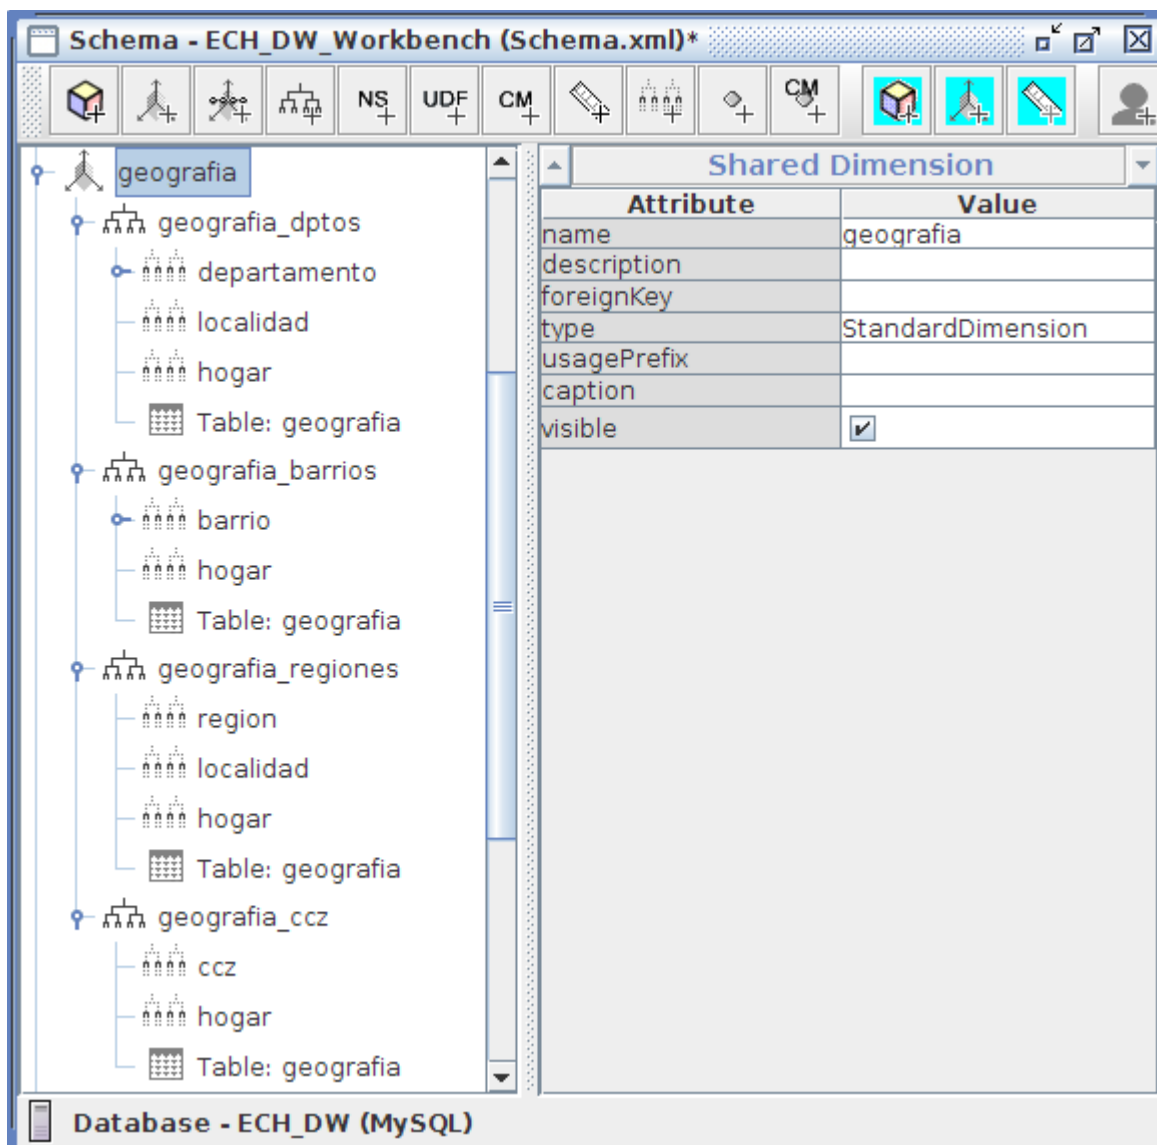 Schema - ECH_DW_Workbench (Schema.xml)*
NS UDF CM CM
geografia
geografia_dptos
departamento
localidad
hogar
Table: geografia
geografia_barrios
barrio
hogar
Table: geografia
geografia_regiones
region
localidad
hogar
Table: geografia
geografia_ccz
ccz
hogar
Table: geografia
Shared Dimension
Attribute Value
name geografia
description
foreignKey
type StandardDimension
usagePrefix
caption
visible
Database - ECH_DW (MySQL)